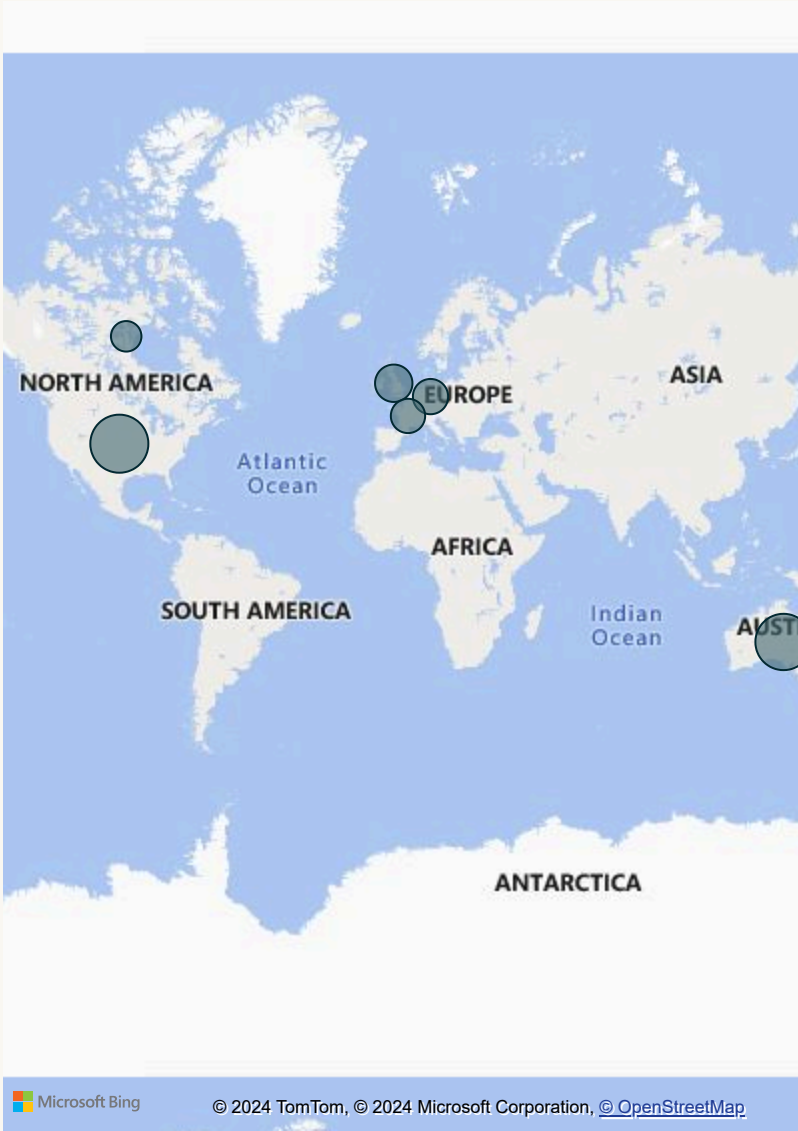 ASIA
NORTH AMERICA
EUROPE
Atlantic
Ocean
AFRICA
SOUTH AMERICA
Indian
Ocean
AUST
ANTARCTICA
Microsoft Bing
© 2024 TomTom, © 2024 Microsoft Corporation, © OpenStreetMap